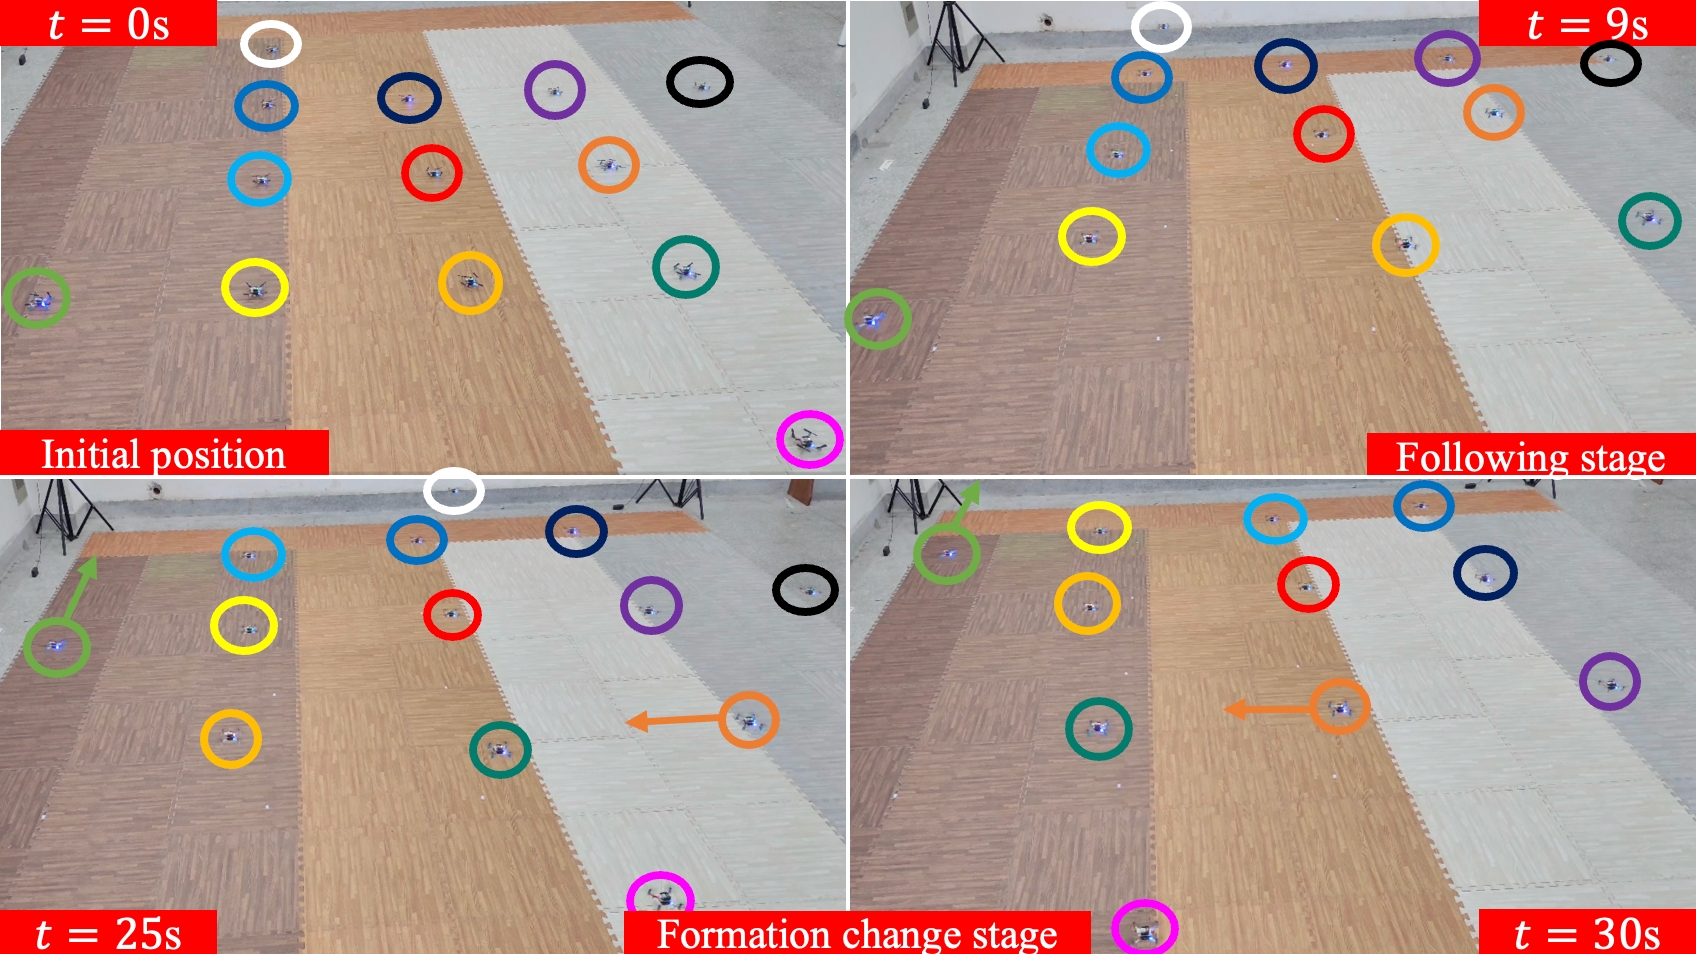 t = 0s
t = 9s
Initial position
Following stage
t = 25s
Formation change stage
t = 30s